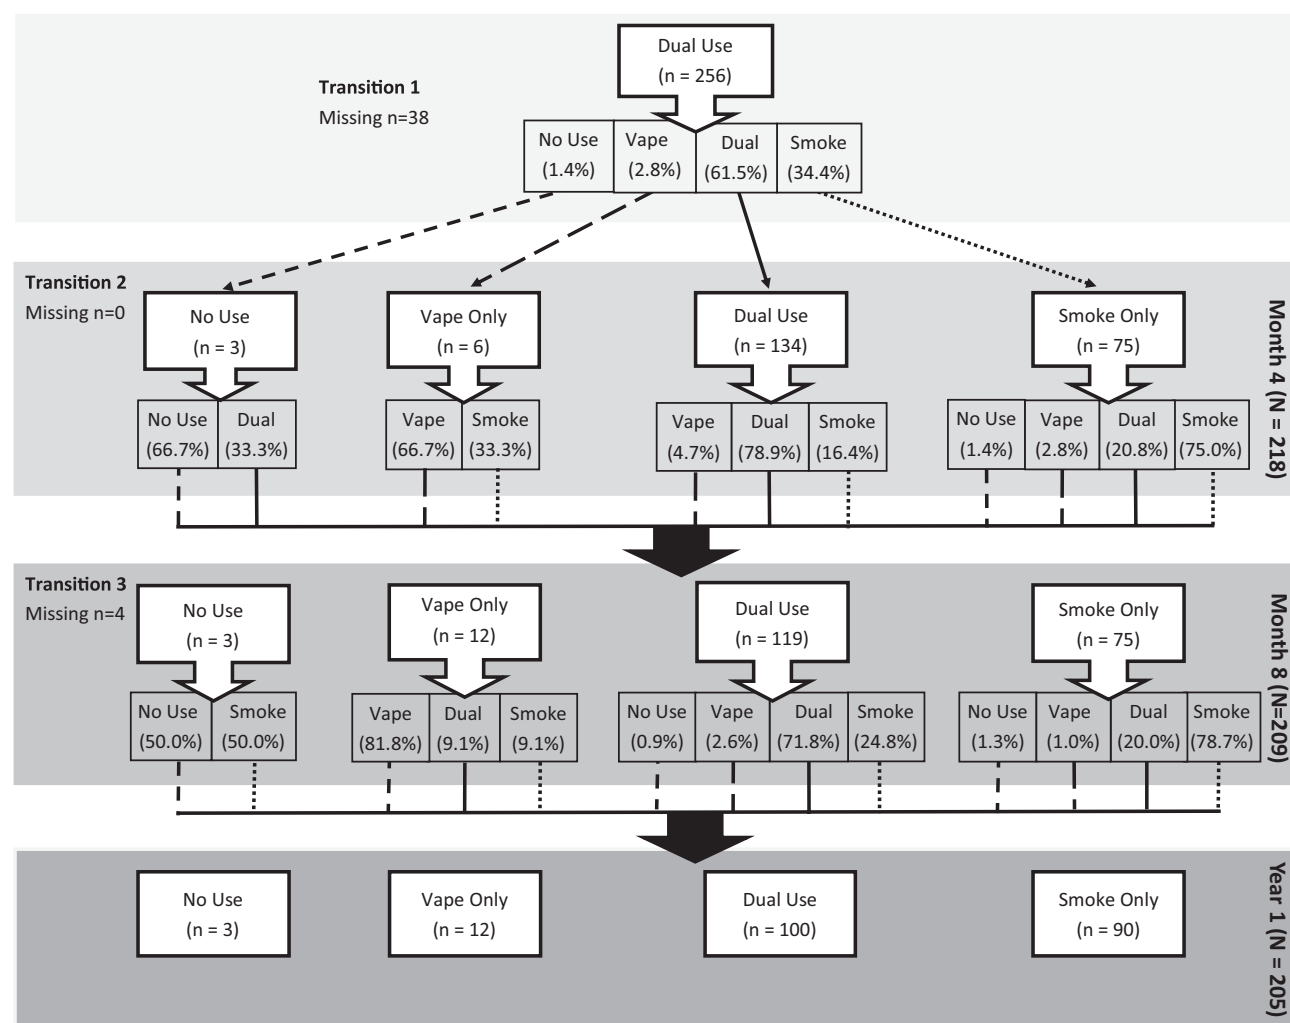 Dual Use
(n = 256)
Transition 1
Missing n=38
No Use
(1.4%)
Vape
(2.8%)
Dual
(61.5%)
Smoke
(34.4%)
Transition 2
Missing n=0
No Use
(n = 3)
Vape Only
(n = 6)
Dual Use
(n = 134)
Smoke Only
(n = 75)
Month 4 (N = 218)
No Use
(66.7%)
Dual
(33.3%)
Vape
(66.7%)
Smoke
(33.3%)
Vape
(4.7%)
Dual
(78.9%)
Smoke
(16.4%)
No Use
(1.4%)
Vape
(2.8%)
Dual
(20.8%)
Smoke
(75.0%)
Transition 3
Missing n=4
No Use
(n = 3)
Vape Only
(n = 12)
Dual Use
(n = 119)
Smoke Only
(n = 75)
Month 8 (N=209)
No Use
(50.0%)
Smoke
(50.0%)
Vape
(81.8%)
Dual
(9.1%)
Smoke
(9.1%)
No Use
(0.9%)
Vape
(2.6%)
Dual
(71.8%)
Smoke
(24.8%)
No Use
(1.3%)
Vape
(1.0%)
Dual
(20.0%)
Smoke
(78.7%)
No Use
(n = 3)
Vape Only
(n = 12)
Dual Use
(n = 100)
Smoke Only
(n = 90)
Year 1 (N = 205)